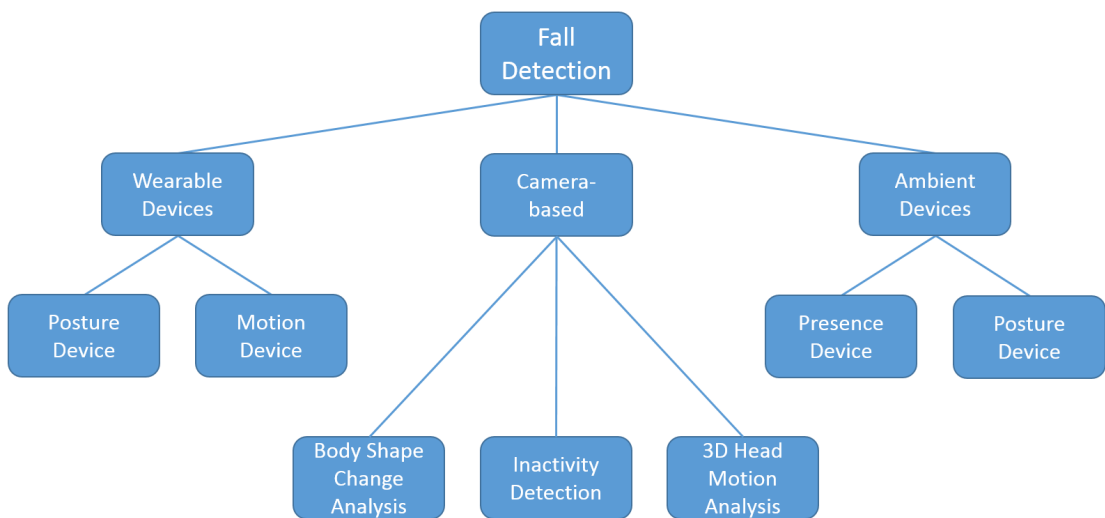 Fall
Detection
Wearable
Devices
Camera-
based
Ambient
Devices
Posture
Device
Motion
Device
Presence
Device
Posture
Device
Body Shape
Change
Analysis
Inactivity
Detection
3D Head
Motion
Analysis